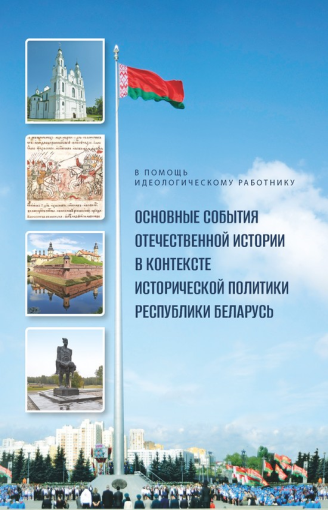 В ПОМОЩЬ
ИДЕОЛОГИЧЕСКОМУ РАБОТНИКУ
ОСНОВНЫЕ СОБЫТИЯ
ОТЕЧЕСТВЕННОЙ ИСТОРИИ
В КОНТЕКСТЕ
ИСТОРИЧЕСКОЙ ПОЛИТИКИ
РЕСПУБЛИКИ БЕЛАРУСЬ